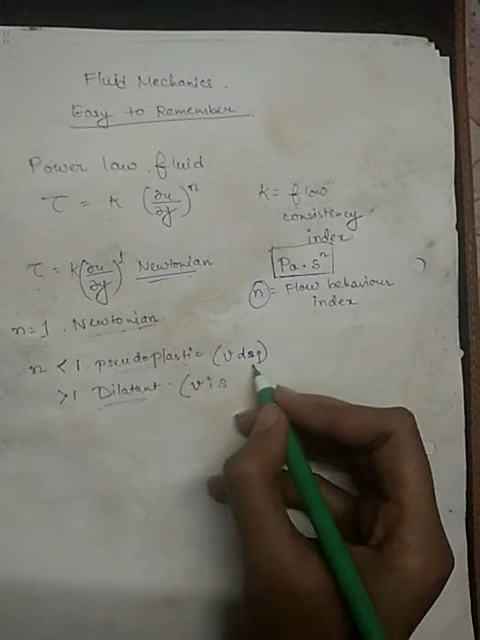 Fluid Mechanics.
Easy to Remember
Power law fluid
τ = K (∂u/∂y)^n
K = flow
consistency
index
Pa·s^n
n = Flow behaviour
index
τ = K(∂u/∂y)^1 Newtonian
n=1. Newtonian
n <1. pseudoplastic (vdsp)
>1 Dilatant. (vis